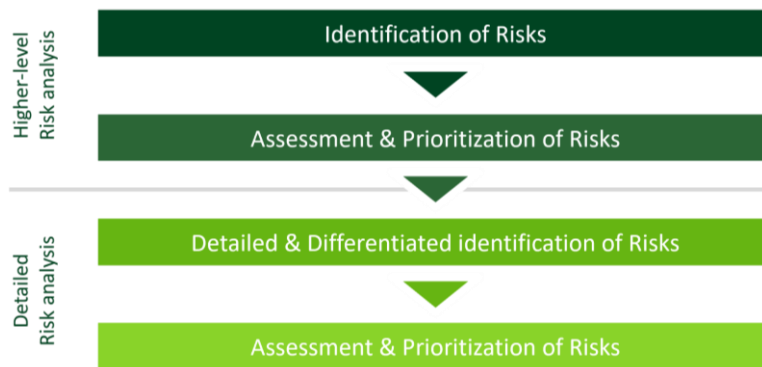 Higher-level
Risk analysis
Identification of Risks
Assessment & Prioritization of Risks
Detailed
Risk analysis
Detailed & Differentiated identification of Risks
Assessment & Prioritization of Risks